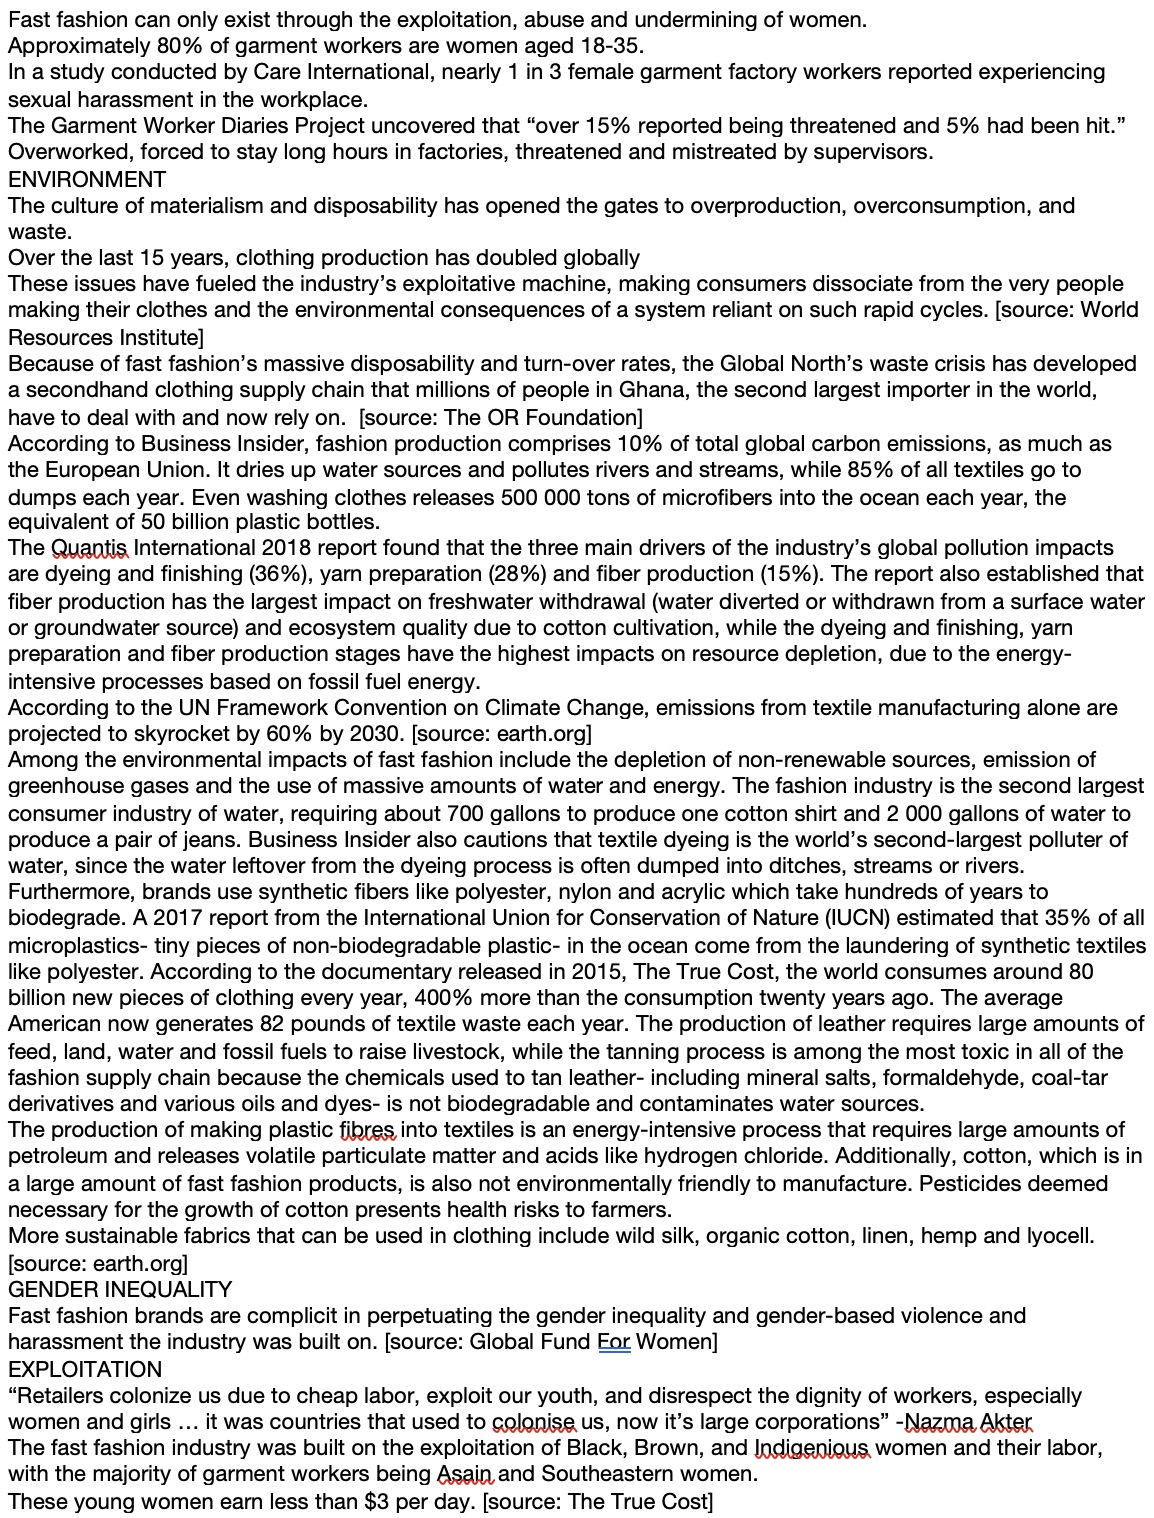 Fast fashion can only exist through the exploitation, abuse and undermining of women.
Approximately 80% of garment workers are women aged 18-35.
In a study conducted by Care International, nearly 1 in 3 female garment factory workers reported experiencing
sexual harassment in the workplace.
The Garment Worker Diaries Project uncovered that “over 15% reported being threatened and 5% had been hit.”
Overworked, forced to stay long hours in factories, threatened and mistreated by supervisors.
ENVIRONMENT
The culture of materialism and disposability has opened the gates to overproduction, overconsumption, and
waste.
Over the last 15 years, clothing production has doubled globally
These issues have fueled the industry’s exploitative machine, making consumers dissociate from the very people
making their clothes and the environmental consequences of a system reliant on such rapid cycles. [source: World
Resources Institute]
Because of fast fashion’s massive disposability and turn-over rates, the Global North’s waste crisis has developed
a secondhand clothing supply chain that millions of people in Ghana, the second largest importer in the world,
have to deal with and now rely on.  [source: The OR Foundation]
According to Business Insider, fashion production comprises 10% of total global carbon emissions, as much as
the European Union. It dries up water sources and pollutes rivers and streams, while 85% of all textiles go to
dumps each year. Even washing clothes releases 500 000 tons of microfibers into the ocean each year, the
equivalent of 50 billion plastic bottles.
The Quantis International 2018 report found that the three main drivers of the industry’s global pollution impacts
are dyeing and finishing (36%), yarn preparation (28%) and fiber production (15%). The report also established that
fiber production has the largest impact on freshwater withdrawal (water diverted or withdrawn from a surface water
or groundwater source) and ecosystem quality due to cotton cultivation, while the dyeing and finishing, yarn
preparation and fiber production stages have the highest impacts on resource depletion, due to the energy-
intensive processes based on fossil fuel energy.
According to the UN Framework Convention on Climate Change, emissions from textile manufacturing alone are
projected to skyrocket by 60% by 2030. [source: earth.org]
Among the environmental impacts of fast fashion include the depletion of non-renewable sources, emission of
greenhouse gases and the use of massive amounts of water and energy. The fashion industry is the second largest
consumer industry of water, requiring about 700 gallons to produce one cotton shirt and 2 000 gallons of water to
produce a pair of jeans. Business Insider also cautions that textile dyeing is the world’s second-largest polluter of
water, since the water leftover from the dyeing process is often dumped into ditches, streams or rivers.
Furthermore, brands use synthetic fibers like polyester, nylon and acrylic which take hundreds of years to
biodegrade. A 2017 report from the International Union for Conservation of Nature (IUCN) estimated that 35% of all
microplastics- tiny pieces of non-biodegradable plastic- in the ocean come from the laundering of synthetic textiles
like polyester. According to the documentary released in 2015, The True Cost, the world consumes around 80
billion new pieces of clothing every year, 400% more than the consumption twenty years ago. The average
American now generates 82 pounds of textile waste each year. The production of leather requires large amounts of
feed, land, water and fossil fuels to raise livestock, while the tanning process is among the most toxic in all of the
fashion supply chain because the chemicals used to tan leather- including mineral salts, formaldehyde, coal-tar
derivatives and various oils and dyes- is not biodegradable and contaminates water sources.
The production of making plastic fibres into textiles is an energy-intensive process that requires large amounts of
petroleum and releases volatile particulate matter and acids like hydrogen chloride. Additionally, cotton, which is in
a large amount of fast fashion products, is also not environmentally friendly to manufacture. Pesticides deemed
necessary for the growth of cotton presents health risks to farmers.
More sustainable fabrics that can be used in clothing include wild silk, organic cotton, linen, hemp and lyocell.
[source: earth.org]
GENDER INEQUALITY
Fast fashion brands are complicit in perpetuating the gender inequality and gender-based violence and
harassment the industry was built on. [source: Global Fund For Women]
EXPLOITATION
“Retailers colonize us due to cheap labor, exploit our youth, and disrespect the dignity of workers, especially
women and girls … it was countries that used to colonise us, now it’s large corporations” -Nazma Akter
The fast fashion industry was built on the exploitation of Black, Brown, and Indigenious women and their labor,
with the majority of garment workers being Asain and Southeastern women.
These young women earn less than $3 per day. [source: The True Cost]